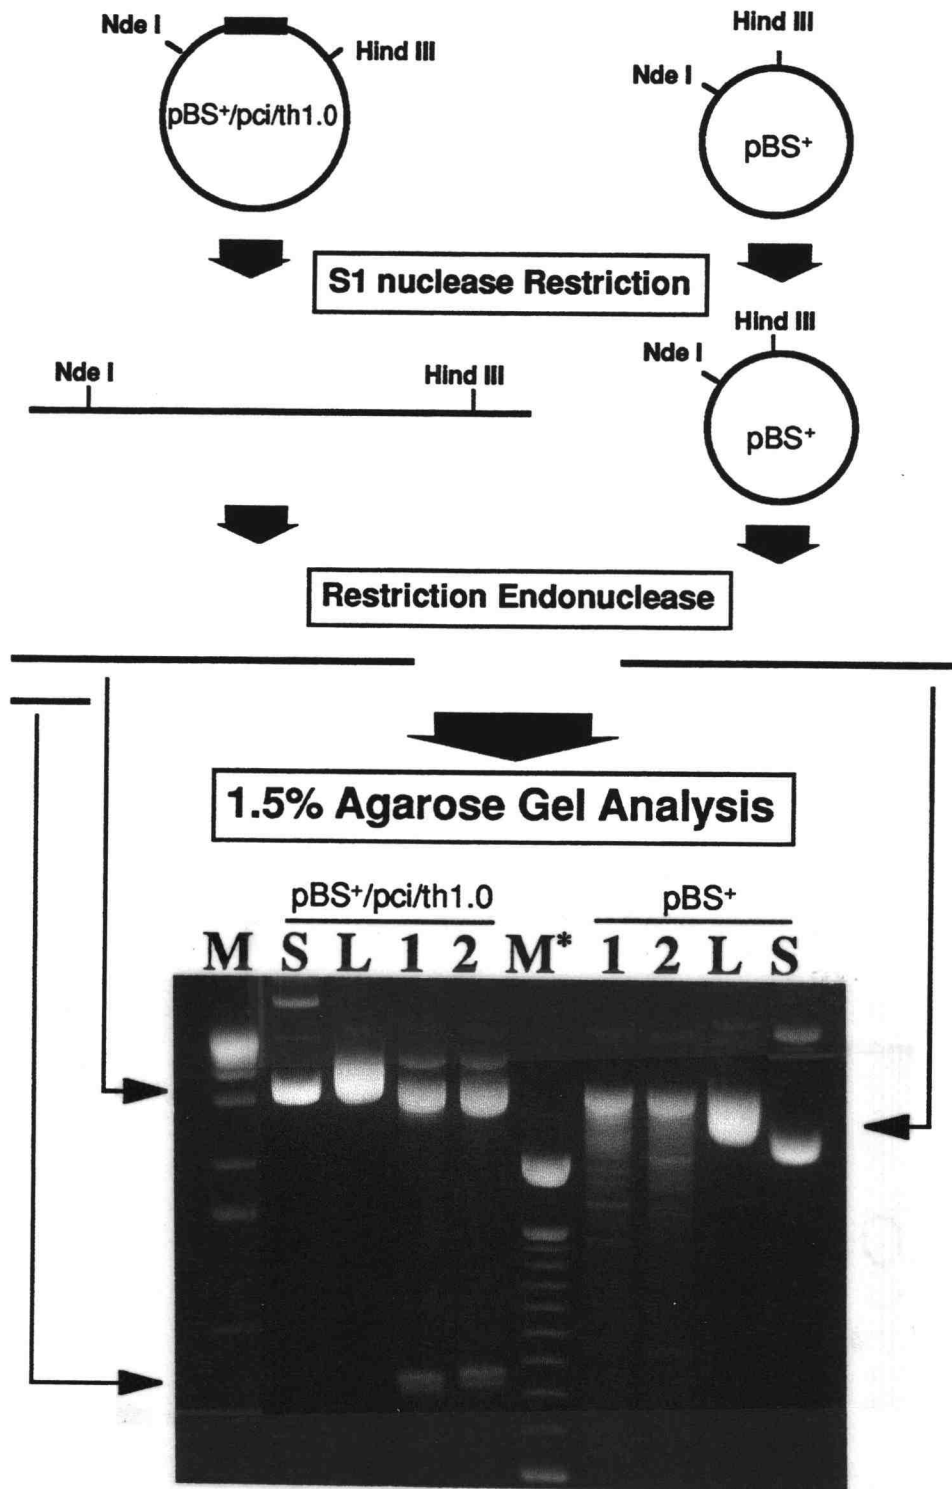 Nde I
Hind III
pBS+/pci/th1.0
Hind III
Nde I
pBS+
S1 nuclease Restriction
Nde I
Hind III
Hind III
Nde I
pBS+
Restriction Endonuclease
1.5% Agarose Gel Analysis
pBS+/pci/th1.0
pBS+
M S L 1 2 M* 1 2 L S